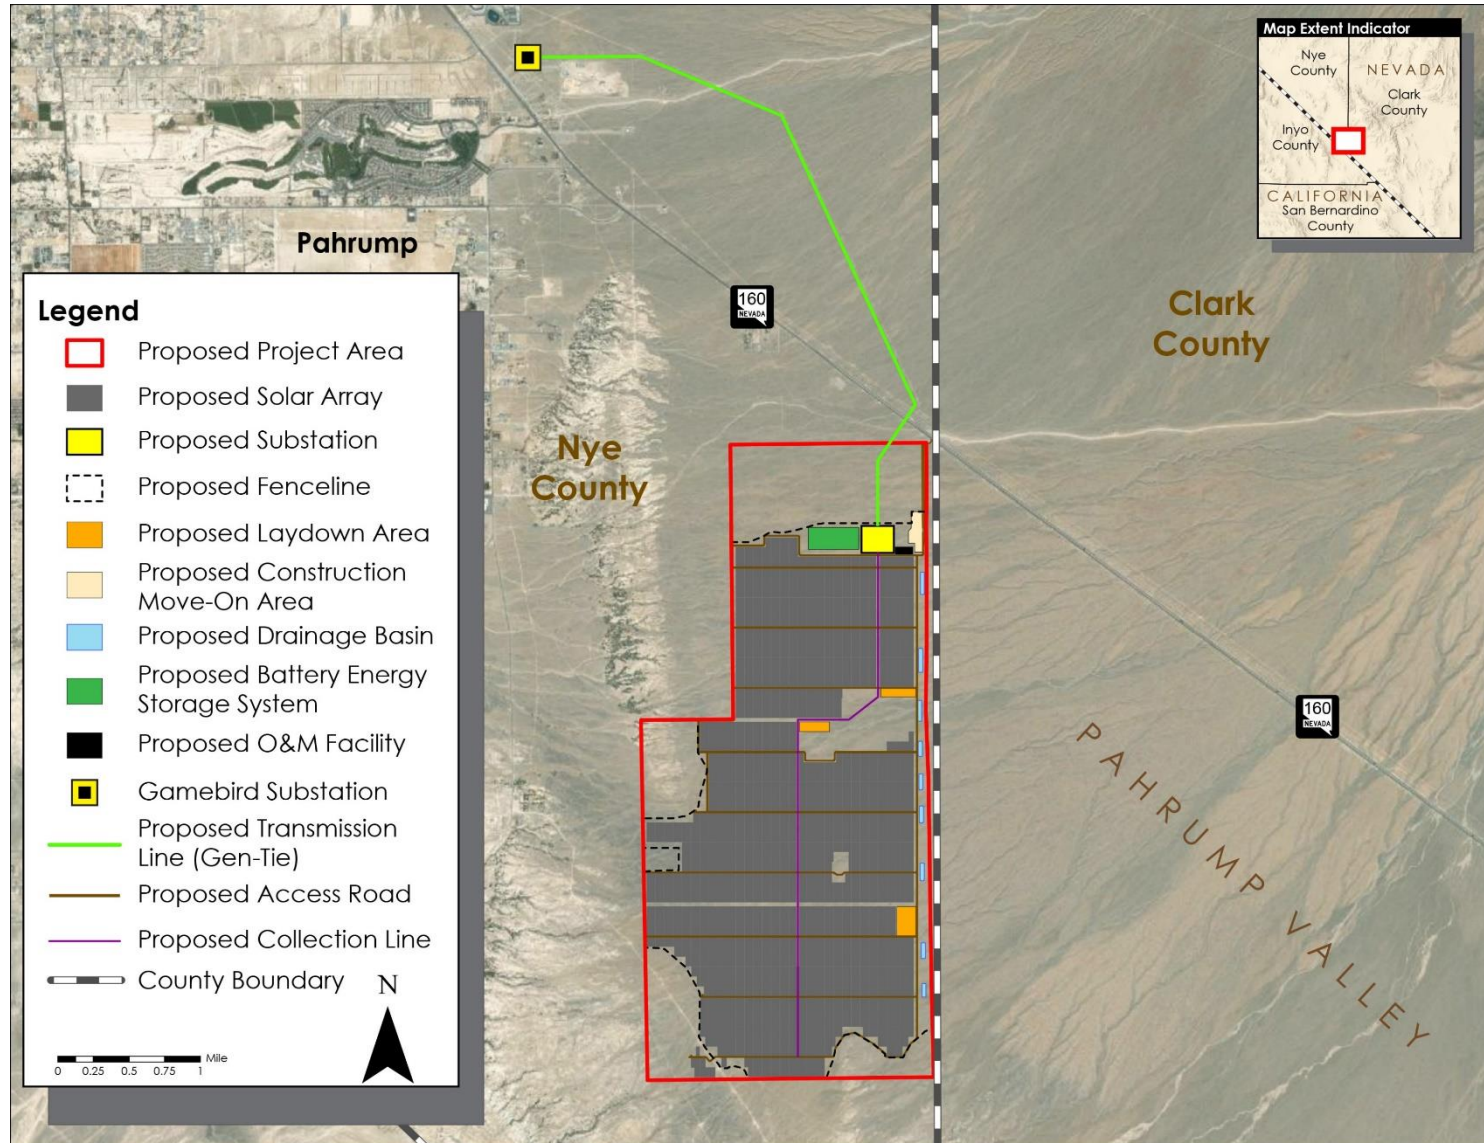 Map Extent Indicator
Nye
County
NEVADA
Clark
County
Inyo
County
CALIFORNIA
San Bernardino
County
Pahrump
160
NEVADA
Clark
County
Nye
County
160
NEVADA
PAHRUMP VALLEY
Legend
Proposed Project Area
Proposed Solar Array
Proposed Substation
Proposed Fenceline
Proposed Laydown Area
Proposed Construction
Move-On Area
Proposed Drainage Basin
Proposed Battery Energy
Storage System
Proposed O&M Facility
Gamebird Substation
Proposed Transmission
Line (Gen-Tie)
Proposed Access Road
Proposed Collection Line
County Boundary
N
Mile
0 0.25 0.5 0.75 1